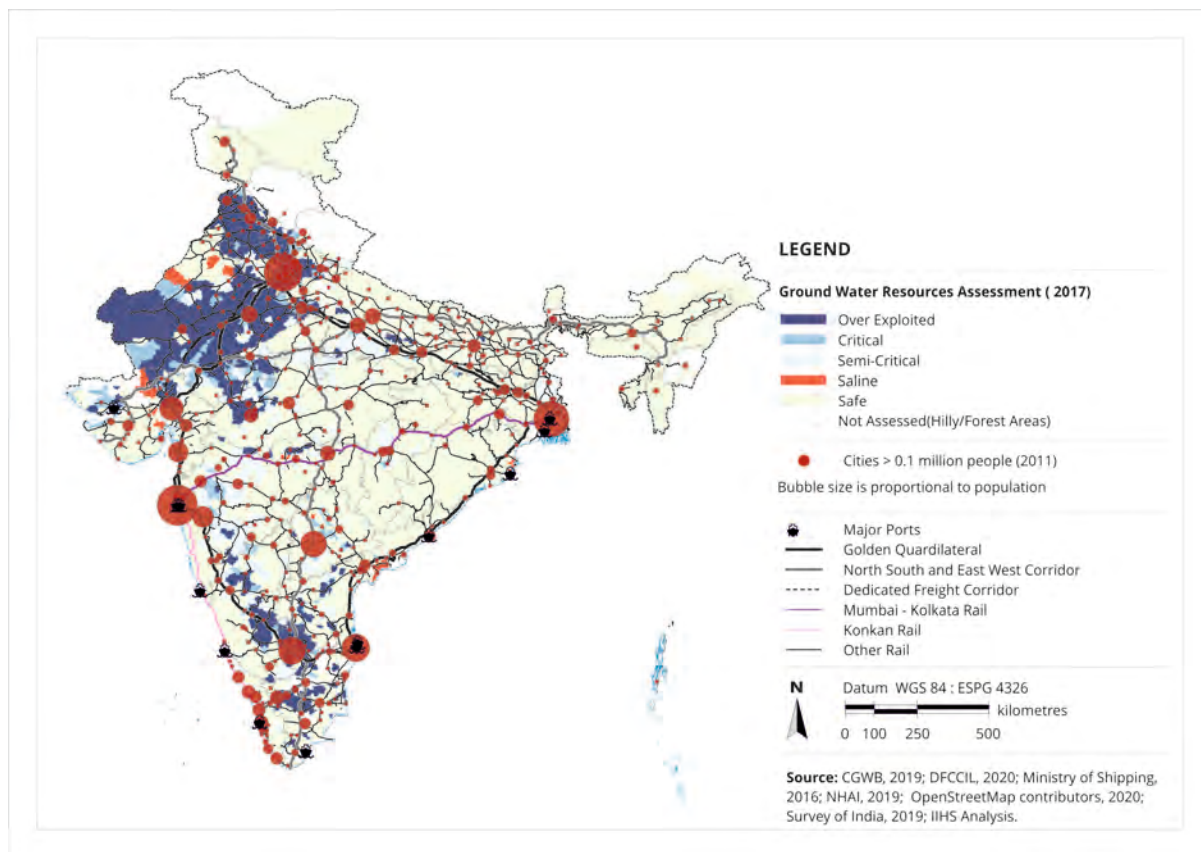 LEGEND
Ground Water Resources Assessment ( 2017)
Over Exploited
Critical
Semi-Critical
Saline
Safe
Not Assessed(Hilly/Forest Areas)
Cities > 0.1 million people (2011)
Bubble size is proportional to population
Major Ports
Golden Quardilateral
North South and East West Corridor
Dedicated Freight Corridor
Mumbai - Kolkata Rail
Konkan Rail
Other Rail
N
Datum WGS 84 : ESPG 4326
kilometres
0 100 250 500
Source: CGWB, 2019; DFCCIL, 2020; Ministry of Shipping,
2016; NHAI, 2019; OpenStreetMap contributors, 2020;
Survey of India, 2019; IIHS Analysis.